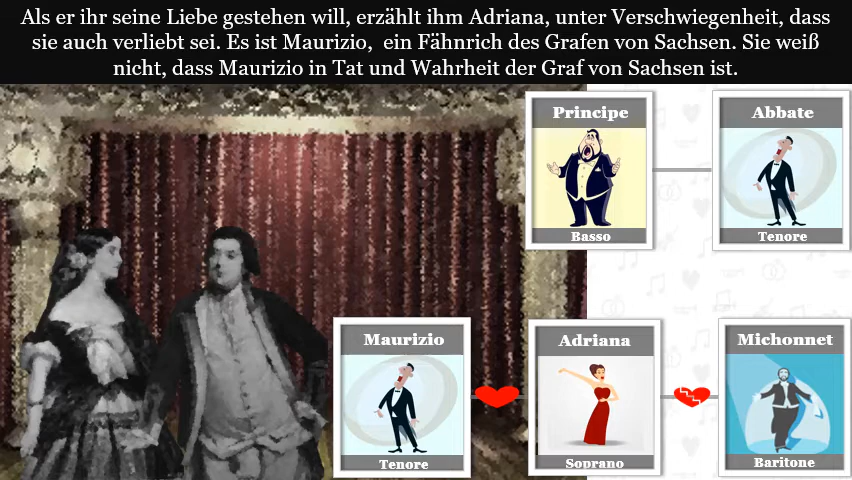 Als er ihr seine Liebe gestehen will, erzählt ihm Adriana, unter Verschwiegenheit, dass
sie auch verliebt sei. Es ist Maurizio, ein Fähnrich des Grafen von Sachsen. Sie weiß
nicht, dass Maurizio in Tat und Wahrheit der Graf von Sachsen ist.
Principe
Basso
Abbate
Tenore
Maurizio
Tenore
Adriana
Soprano
Michonnet
Baritone